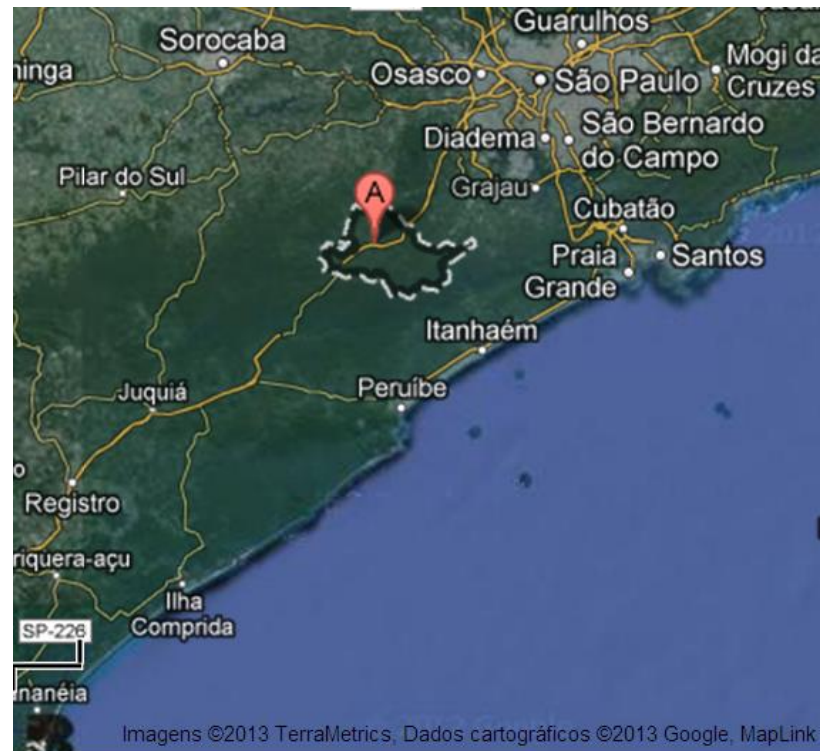 Guarulhos
Sorocaba
Mogi da
Cruzes
ninga
Osasco
São Paulo
Diadema
São Bernardo
do Campo
Pilar do Sul
A
Grajau
Cubatão
Praia
Grande
Santos
Itanhaém
Juquiá
Peruíbe
Registro
riquera-açu
Ilha
Comprida
SP-226
nanéia
Imagens ©2013 TerraMetrics, Dados cartográficos ©2013 Google, MapLink